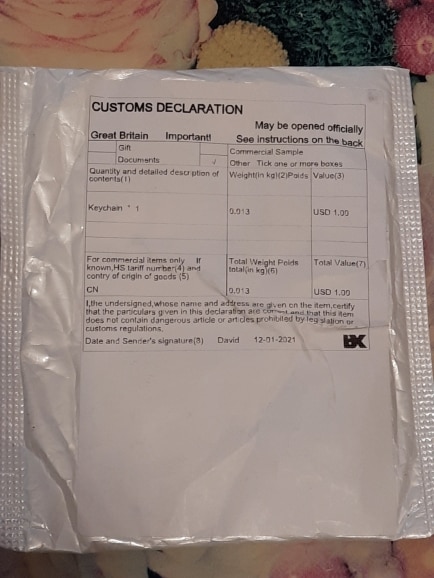 CUSTOMS DECLARATION
May be opened officially
Great Britain Important! See instructions on the back
Gift Commercial Sample
Documents √ Other Tick one or more boxes
Quantity and detailed description of contents(1) Weight(in kg)(2)Poids Value(3)
Keychain * 1 0.013 USD 1.00
For commercial items only If known,HS tariff number(4) and contry of origin of goods (5) Total Weight Poids total(in kg)(6) Total Value(7)
CN 0.013 USD 1.00
I,the undersigned,whose name and address are given on the item,certify
that the particulars given in this declaration are correct and that this item
does not contain dangerous article or articles prohibited by legislation or
customs regulations.
Date and Sender's signature(8) David 12-01-2021 BK